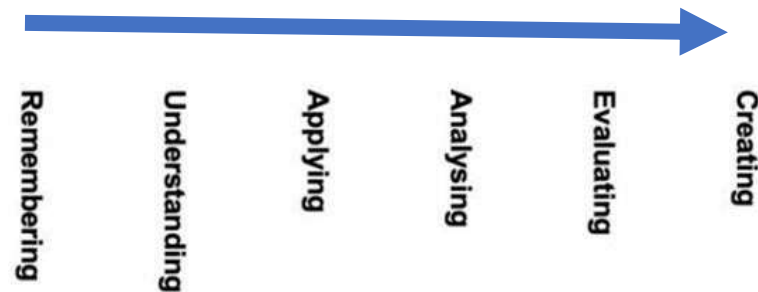 Remembering
Understanding
Applying
Analysing
Evaluating
Creating